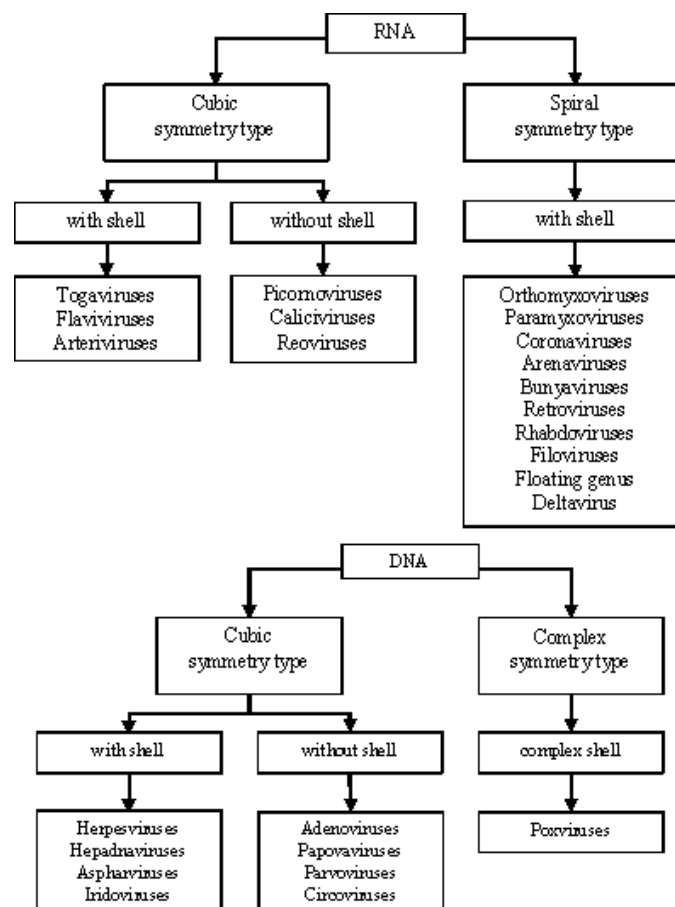 RNA
Cubic
symmetry type
Spiral
symmetry type
with shell
without shell
with shell
Togaviruses
Flaviviruses
Arteriviruses
Picornoviruses
Caliciviruses
Reoviruses
Orthomyxoviruses
Paramyxoviruses
Coronaviruses
Arenaviruses
Bunyaviruses
Retroviruses
Rhabdoviruses
Filoviruses
Floating genus
Deltavirus
DNA
Cubic
symmetry type
Complex
symmetry type
with shell
without shell
complex shell
Herpesviruses
Hepadnaviruses
Aspharviruses
Iridoviruses
Adenoviruses
Papovaviruses
Parvoviruses
Circoviruses
Poxviruses